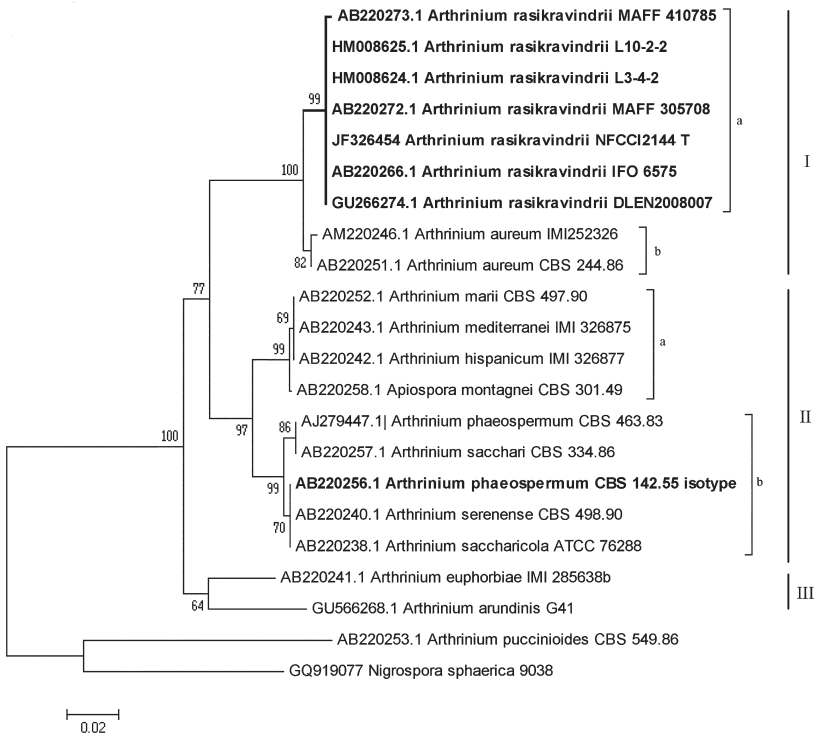 AB220273.1 Arthrinium rasikravindrii MAFF 410785
HM008625.1 Arthrinium rasikravindrii L10-2-2
HM008624.1 Arthrinium rasikravindrii L3-4-2
99
AB220272.1 Arthrinium rasikravindrii MAFF 305708
a
JF326454 Arthrinium rasikravindrii NFCCI2144 T
I
100
AB220266.1 Arthrinium rasikravindrii IFO 6575
GU266274.1 Arthrinium rasikravindrii DLEN2008007
AM220246.1 Arthrinium aureum IMI252326
b
82
AB220251.1 Arthrinium aureum CBS 244.86
77
AB220252.1 Arthrinium marii CBS 497.90
69
AB220243.1 Arthrinium mediterranei IMI 326875
a
99
AB220242.1 Arthrinium hispanicum IMI 326877
AB220258.1 Apiospora montagnei CBS 301.49
II
AJ279447.1| Arthrinium phaeospermum CBS 463.83
86
97
100
AB220257.1 Arthrinium sacchari CBS 334.86
99
AB220256.1 Arthrinium phaeospermum CBS 142.55 isotype
b
AB220240.1 Arthrinium serenense CBS 498.90
70
AB220238.1 Arthrinium saccharicola ATCC 76288
AB220241.1 Arthrinium euphorbiae IMI 285638b
III
64
GU566268.1 Arthrinium arundinis G41
AB220253.1 Arthrinium puccinioides CBS 549.86
GQ919077 Nigrospora sphaerica 9038
0.02